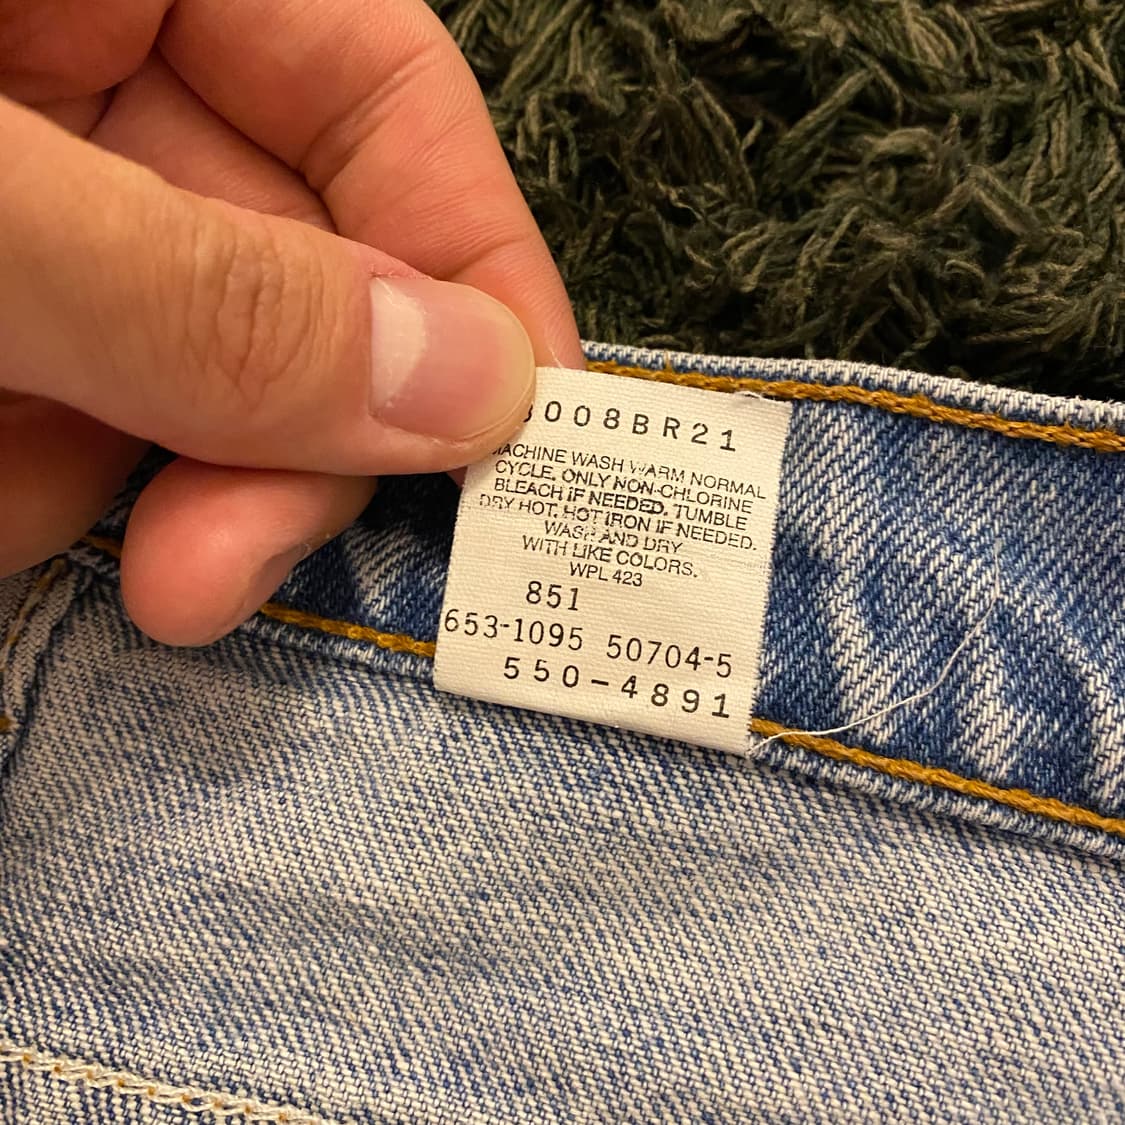 008BR21
MACHINE WASH WARM NORMAL
CYCLE. ONLY NON-CHLORINE
BLEACH IF NEEDED. TUMBLE
DRY HOT. HOT IRON IF NEEDED.
WASH AND DRY
WITH LIKE COLORS.
WPL 423
851
653-1095 50704-5
550-4891